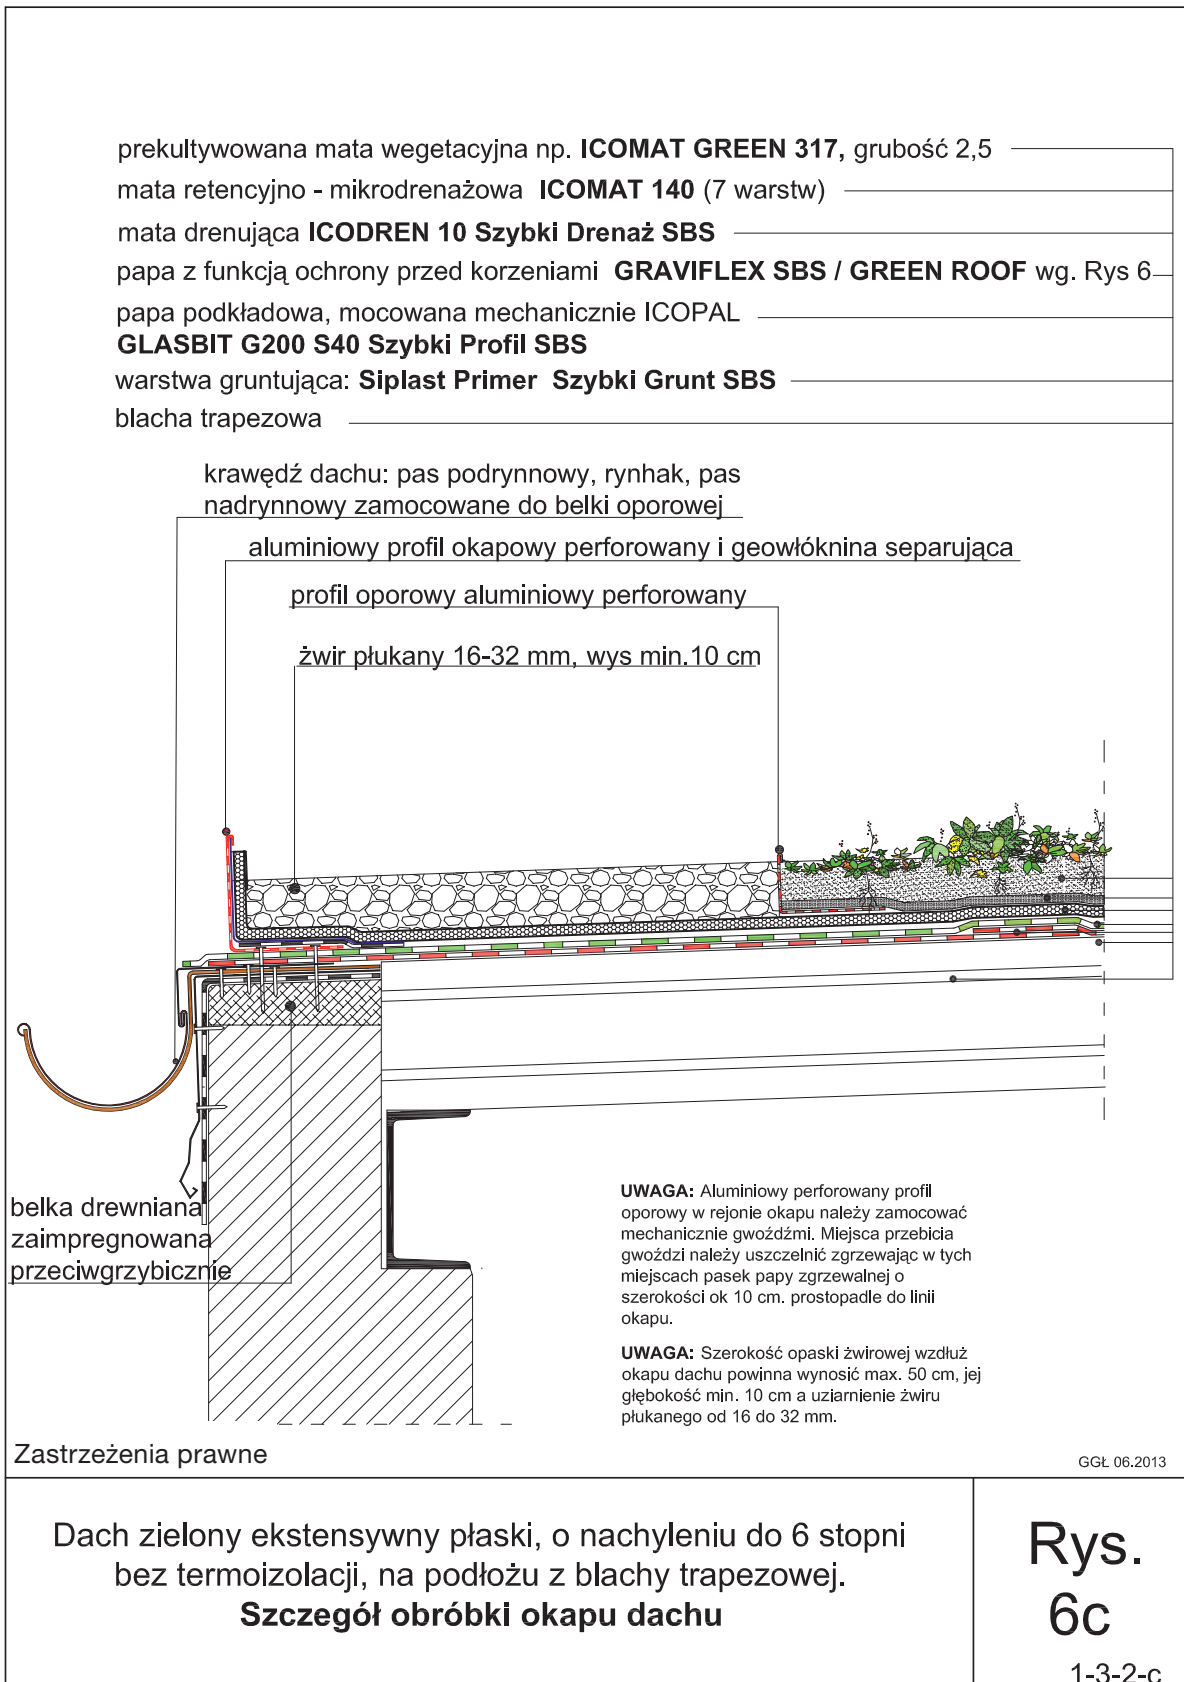 prekultywowana mata wegetacyjna np. ICOMAT GREEN 317, grubość 2,5
mata retencyjno - mikrodrenażowa ICOMAT 140 (7 warstw)
mata drenująca ICODREN 10 Szybki Drenaż SBS
papa z funkcją ochrony przed korzeniami GRAVIFLEX SBS / GREEN ROOF wg. Rys 6
papa podkładowa, mocowana mechanicznie ICOPAL
GLASBIT G200 S40 Szybki Profil SBS
warstwa gruntująca: Siplast Primer Szybki Grunt SBS
blacha trapezowa
krawędź dachu: pas podrynnowy, rynhak, pas
nadrynnowy zamocowane do belki oporowej
aluminiowy profil okapowy perforowany i geowłóknina separująca
profil oporowy aluminiowy perforowany
żwir płukany 16-32 mm, wys min.10 cm
belka drewniana
zaimpregnowana
przeciwgrzybicznie
UWAGA: Aluminiowy perforowany profil
oporowy w rejonie okapu należy zamocować
mechanicznie gwoźdźmi. Miejsca przebicia
gwoździ należy uszczelnić zgrzewając w tych
miejscach pasek papy zgrzewalnej o
szerokości ok 10 cm. prostopadle do linii
okapu.
UWAGA: Szerokość opaski żwirowej wzdłuż
okapu dachu powinna wynosić max. 50 cm, jej
głębokość min. 10 cm a uziarnienie żwiru
płukanego od 16 do 32 mm.
Zastrzeżenia prawne
GGŁ 06.2013
Dach zielony ekstensywny płaski, o nachyleniu do 6 stopni
bez termoizolacji, na podłożu z blachy trapezowej.
Szczegół obróbki okapu dachu
Rys.
6c
1-3-2-c